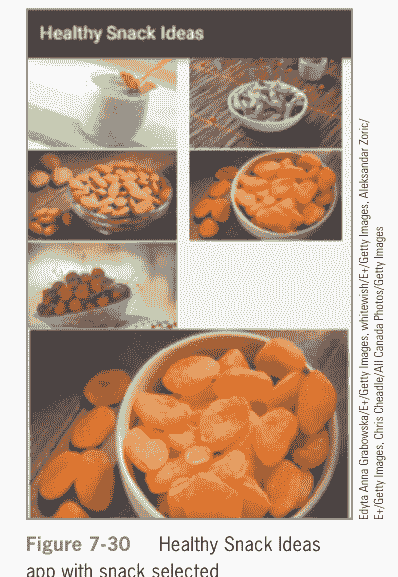 Healthy Snack Ideas
Edyta Anna Grabowska/E+/Getty Images, whitewish/E+/Getty Images, Aleksandar Zoric/
E+/Getty Images, Chris Cheadle/All Canada Photos/Getty Images
Figure 7-30 Healthy Snack Ideas
app with snack selected